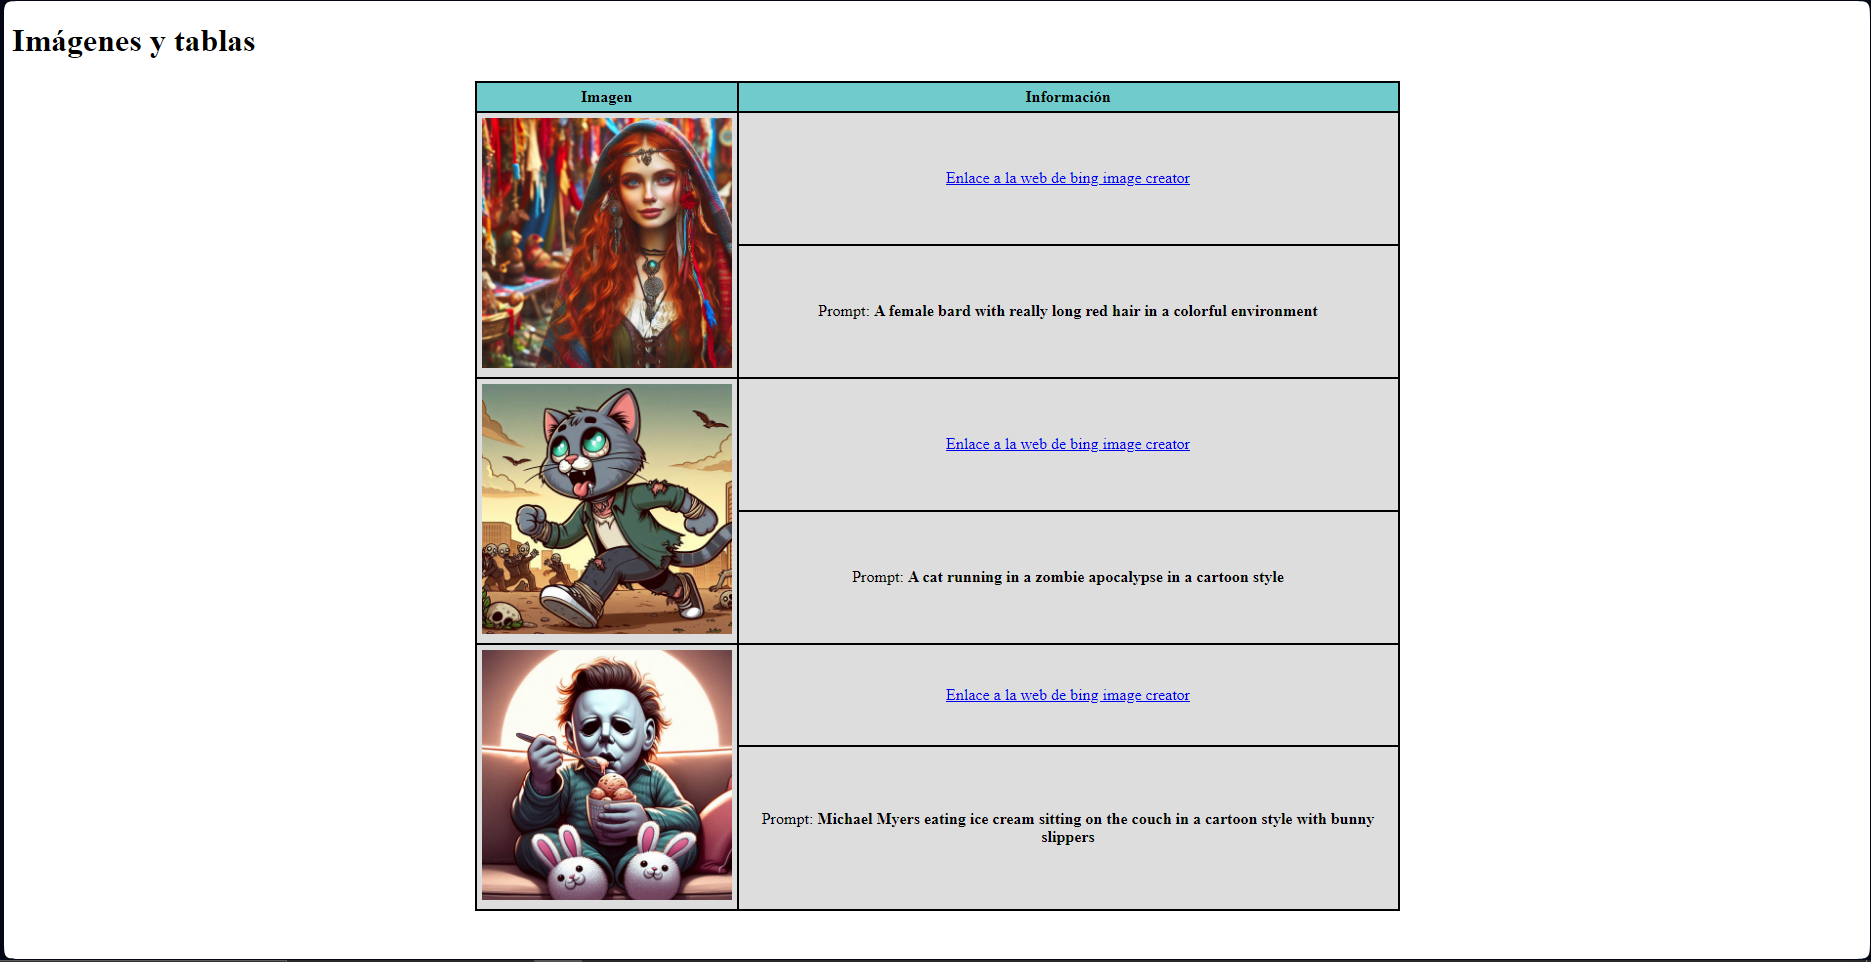 Imágenes y tablas
Imagen
Información
Enlace a la web de bing image creator
Prompt: A female bard with really long red hair in a colorful environment
Enlace a la web de bing image creator
Prompt: A cat running in a zombie apocalypse in a cartoon style
Enlace a la web de bing image creator
Prompt: Michael Myers eating ice cream sitting on the couch in a cartoon style with bunny
slippers